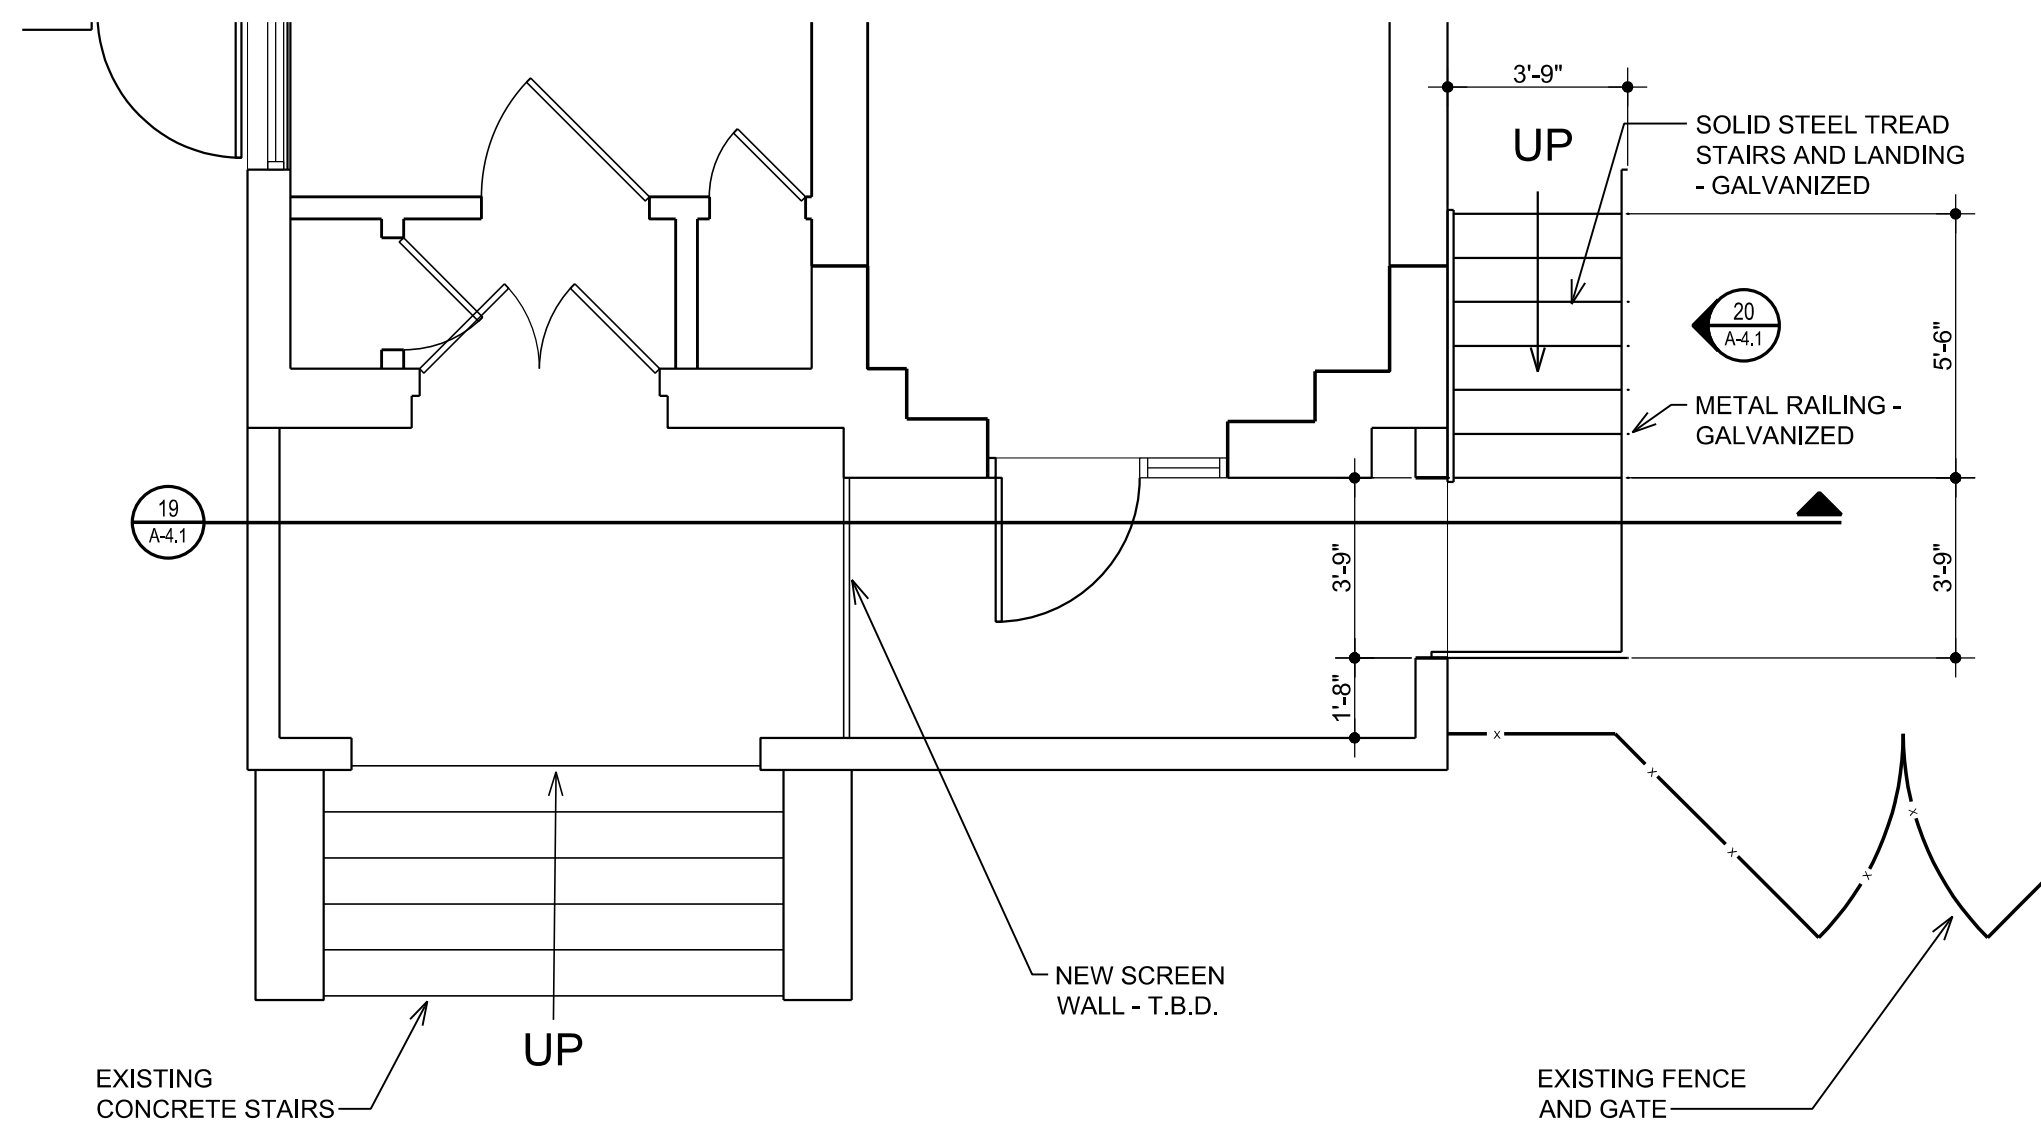 3'-9"
UP
SOLID STEEL TREAD
STAIRS AND LANDING
- GALVANIZED
20
A-4.1
5'-6"
METAL RAILING -
GALVANIZED
19
A-4.1
3'-9"
3'-9"
1'-8"
x
x
x
x
x
NEW SCREEN
WALL - T.B.D.
UP
EXISTING
CONCRETE STAIRS
EXISTING FENCE
AND GATE